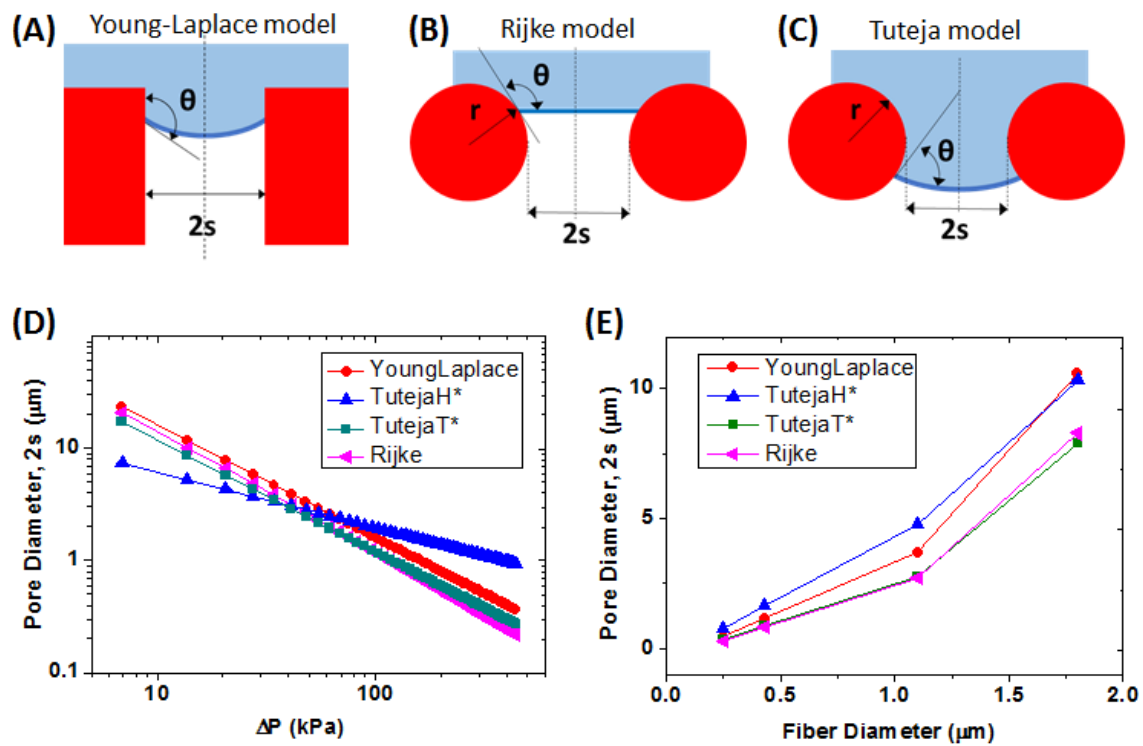 (A)
Young-Laplace model
θ
2s
(B)
Rijke model
θ
r
2s
(C)
Tuteja model
r
θ
2s
(D)
Pore Diameter, 2s (μm)
10
1
0.1
YoungLaplace
TutejaH*
TutejaT*
Rijke
10
100
ΔP (kPa)
(E)
Pore Diameter, 2s (μm)
10
5
0
YoungLaplace
TutejaH*
TutejaT*
Rijke
0.0
0.5
1.0
1.5
2.0
Fiber Diameter (μm)